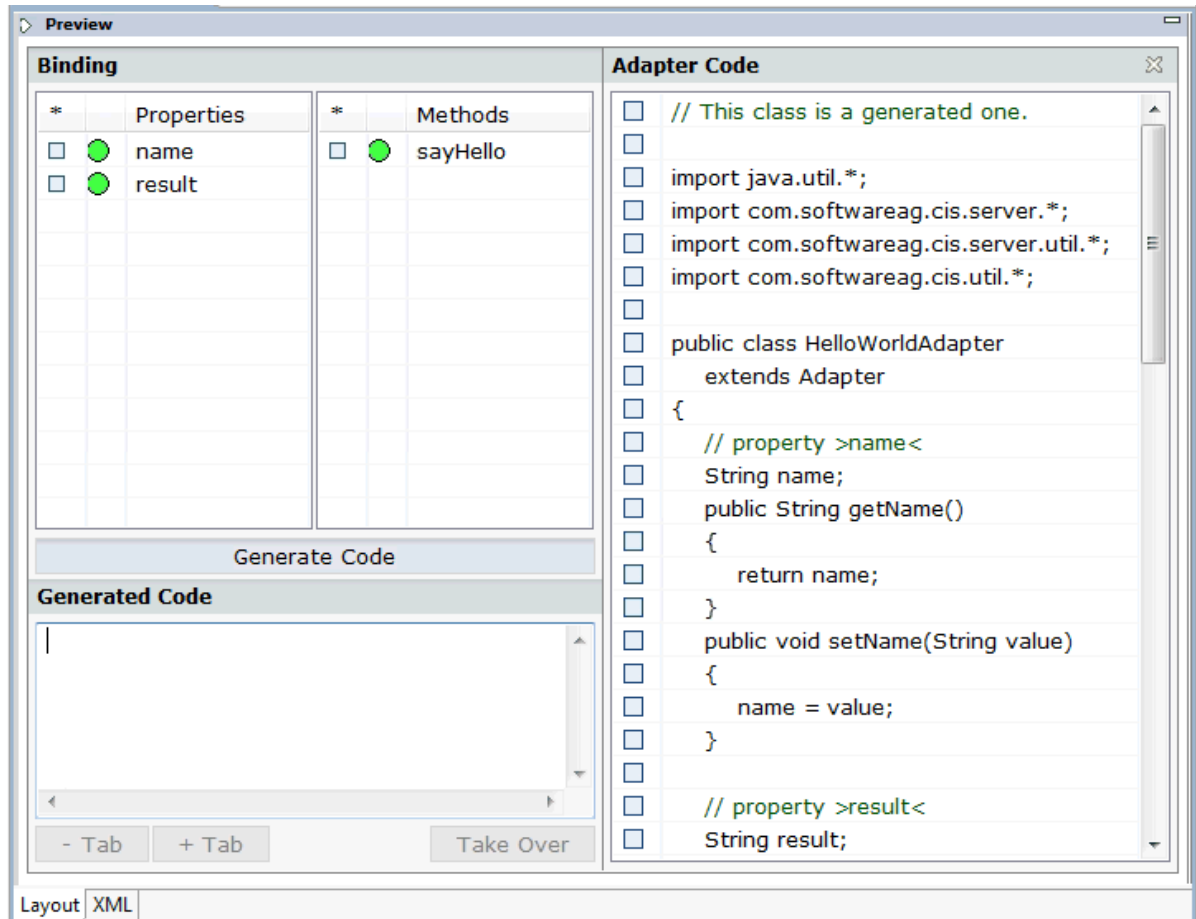 Preview
Binding
* Properties
name
result
* Methods
sayHello
Generate Code
Generated Code
- Tab
+ Tab
Take Over
Adapter Code
// This class is a generated one.
import java.util.*;
import com.softwareag.cis.server.*;
import com.softwareag.cis.server.util.*;
import com.softwareag.cis.util.*;
public class HelloWorldAdapter
extends Adapter
{
// property >name<
String name;
public String getName()
{
return name;
}
public void setName(String value)
{
name = value;
}
// property >result<
String result;
Layout
XML